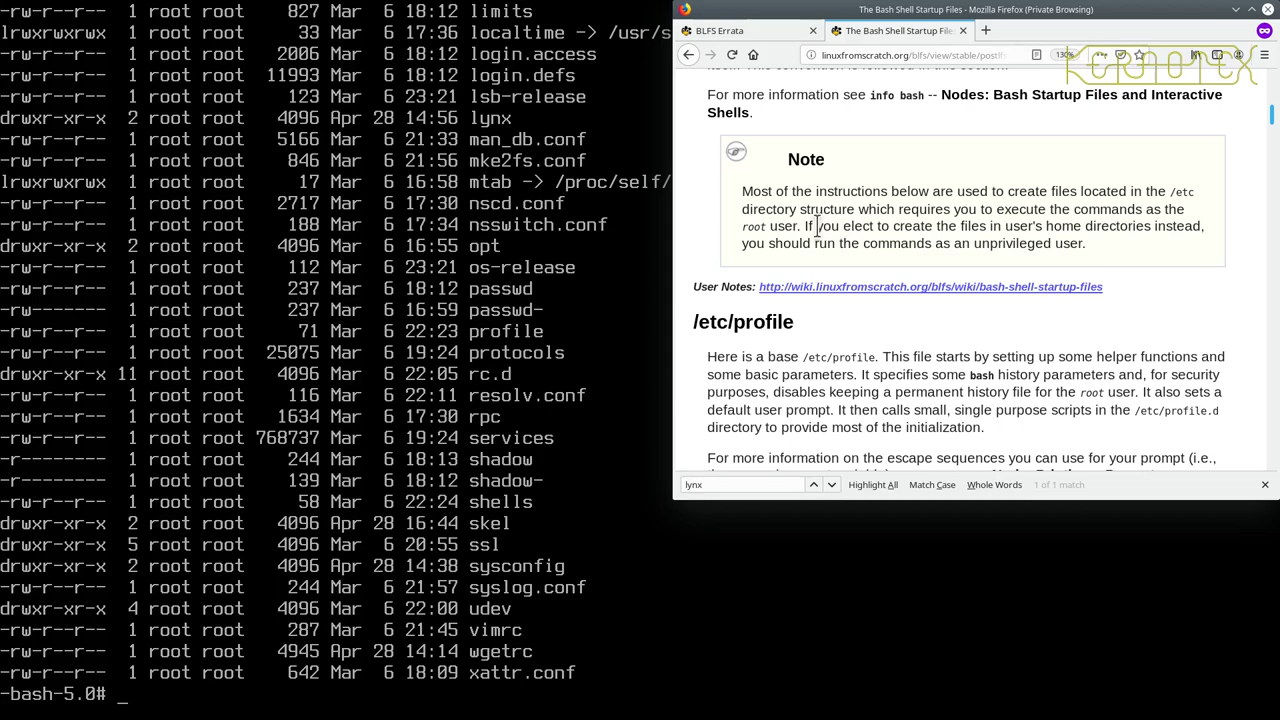 -rw-r--r-- 1 root root 827 Mar 6 18:12 limits
lrwxrwxrwx 1 root root 33 Mar 6 17:36 localtime -> /usr/s
-rw-r--r-- 1 root root 2006 Mar 6 18:12 login.access
-rw-r--r-- 1 root root 11993 Mar 6 18:12 login.defs
-rw-r--r-- 1 root root 123 Mar 6 23:21 lsb-release
drwxr-xr-x 2 root root 4096 Apr 28 14:56 lynx
-rw-r--r-- 1 root root 5166 Mar 6 21:33 man_db.conf
-rw-r--r-- 1 root root 846 Mar 6 21:56 mke2fs.conf
lrwxrwxrwx 1 root root 17 Mar 6 16:58 mtab -> /proc/self/
-rw-r--r-- 1 root root 2717 Mar 6 17:30 nscd.conf
-rw-r--r-- 1 root root 188 Mar 6 17:34 nsswitch.conf
drwxr-xr-x 2 root root 4096 Mar 6 16:55 opt
-rw-r--r-- 1 root root 112 Mar 6 23:21 os-release
-rw-r--r-- 1 root root 237 Mar 6 18:12 passwd
-rw-r--r-- 1 root root 237 Mar 6 16:59 passwd-
-rw-r--r-- 1 root root 71 Mar 6 22:23 profile
-rw-r--r-- 1 root root 25075 Mar 6 19:24 protocols
drwxr-xr-x 11 root root 4096 Mar 6 22:05 rc.d
-rw-r--r-- 1 root root 116 Mar 6 22:11 resolv.conf
-rw-r--r-- 1 root root 1634 Mar 6 17:30 rpc
-rw-r--r-- 1 root root 768737 Mar 6 19:24 services
-r-------- 1 root root 244 Mar 6 18:13 shadow
-r-------- 1 root root 139 Mar 6 18:12 shadow-
-rw-r--r-- 1 root root 58 Mar 6 22:24 shells
drwxr-xr-x 2 root root 4096 Apr 28 16:44 skel
drwxr-xr-x 5 root root 4096 Mar 6 20:55 ssl
drwxr-xr-x 2 root root 4096 Apr 28 14:38 sysconfig
-rw-r--r-- 1 root root 244 Mar 6 21:57 syslog.conf
drwxr-xr-x 4 root root 4096 Mar 6 22:00 udev
-rw-r--r-- 1 root root 287 Mar 6 21:45 vimrc
-rw-r--r-- 1 root root 4945 Apr 28 14:14 wgetrc
-rw-r--r-- 1 root root 642 Mar 6 18:09 xattr.conf
-bash-5.0# _
The Bash Shell Startup Files - Mozilla Firefox (Private Browsing)
BLFS Errata
The Bash Shell Startup Files
linuxfromscratch.org/blfs/view/stable/postlf
130%
For more information see info bash -- Nodes: Bash Startup Files and Interactive
Shells.
Note
Most of the instructions below are used to create files located in the /etc
directory structure which requires you to execute the commands as the
root user. If you elect to create the files in user's home directories instead,
you should run the commands as an unprivileged user.
User Notes: http://wiki.linuxfromscratch.org/blfs/wiki/bash-shell-startup-files
/etc/profile
Here is a base /etc/profile. This file starts by setting up some helper functions and
some basic parameters. It specifies some bash history parameters and, for security
purposes, disables keeping a permanent history file for the root user. It also sets a
default user prompt. It then calls small, single purpose scripts in the /etc/profile.d
directory to provide most of the initialization.
For more information on the escape sequences you can use for your prompt (i.e.,
lynx
Highlight All
Match Case
Whole Words
1 of 1 match